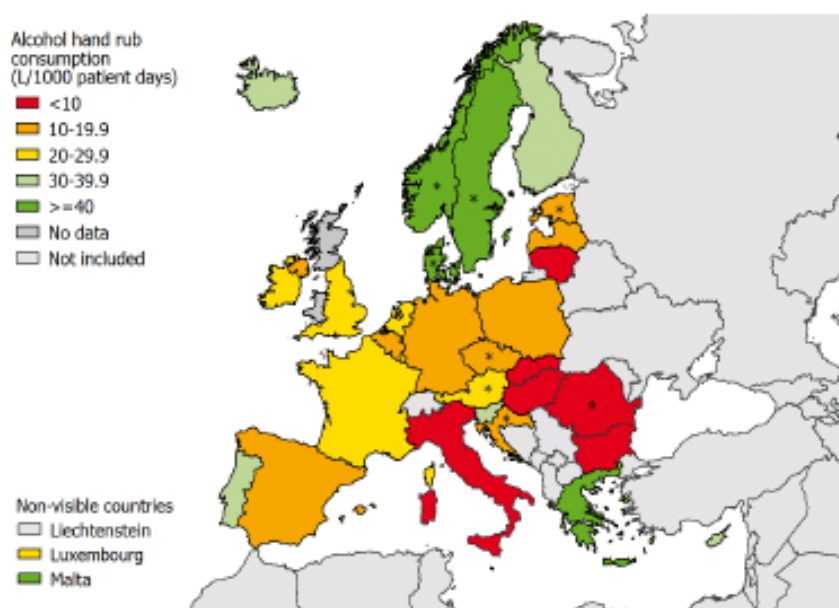 Alcohol hand rub
consumption
(L/1000 patient days)
<10
10-19.9
20-29.9
30-39.9
>=40
No data
Not included
Non-visible countries
Liechtenstein
Luxembourg
Malta